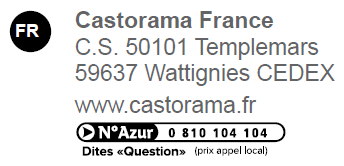 FR
Castorama France
C.S. 50101 Templemars
59637 Wattignies CEDEX
www.castorama.fr
N°Azur 0 810 104 104
Dites «Question» (prix appel local)